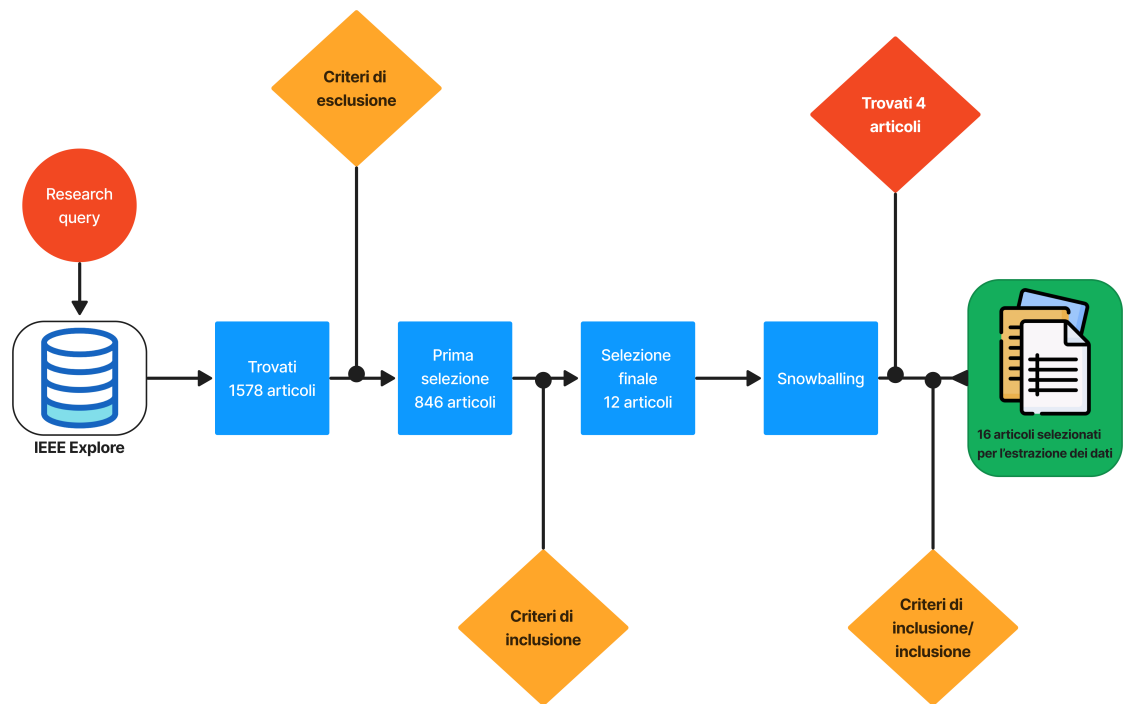 Criteri di
esclusione
Trovati 4
articoli
Research
query
IEEE Explore
Trovati
1578 articoli
Prima
selezione
846 articoli
Selezione
finale
12 articoli
Snowballing
16 articoli selezionati
per l'estrazione dei dati
Criteri di
inclusione
Criteri di
inclusione/
inclusione